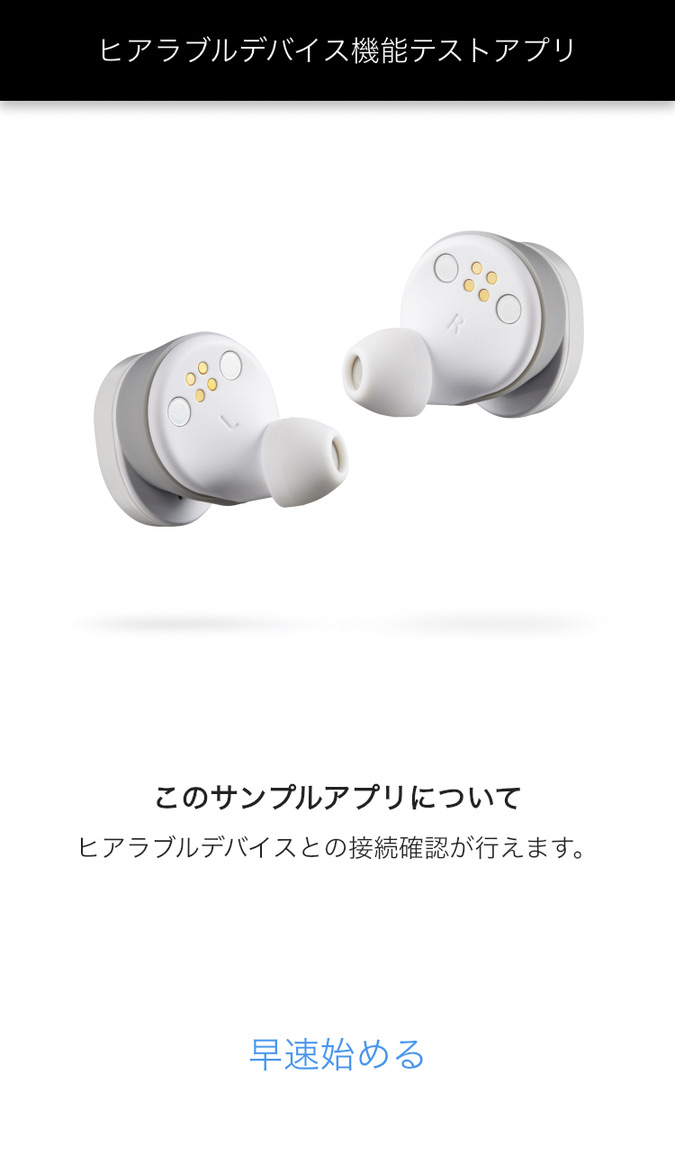 ヒアラブルデバイス機能テストアプリ
R
L
このサンプルアプリについて
ヒアラブルデバイスとの接続確認が行えます。
早速始める